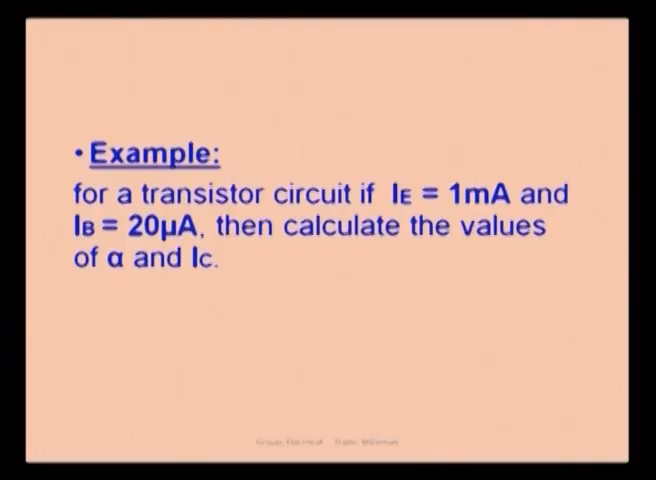 • Example:
for a transistor circuit if IE = 1mA and
IB = 20µA, then calculate the values
of α and IC.